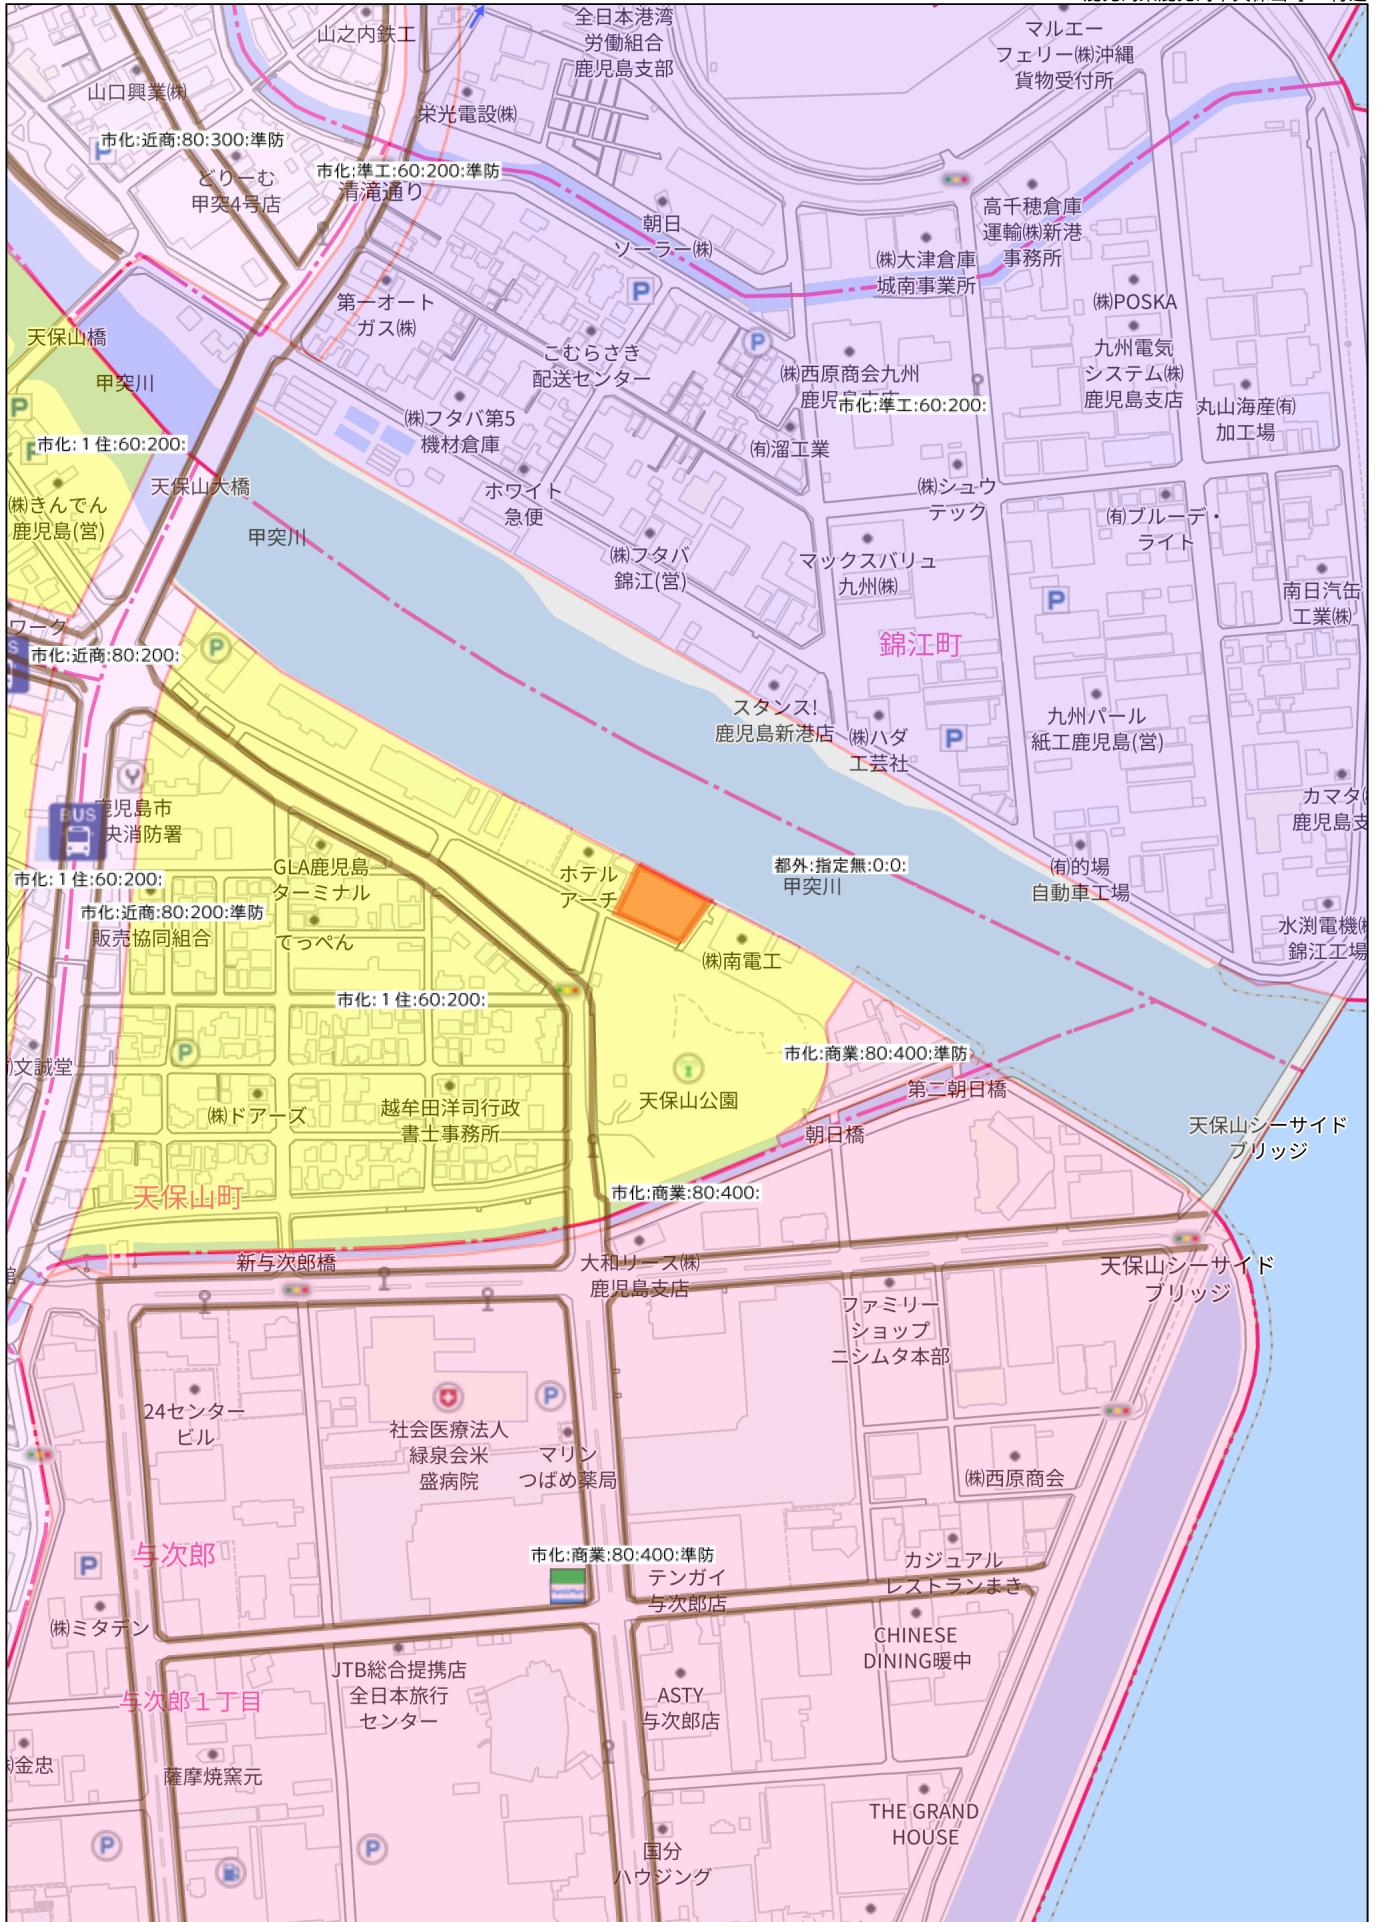 山之内鉄工
全日本港湾
労働組合
鹿児島支部
マルエー
フェリー㈱沖縄
貨物受付所
山口興業㈱
栄光電設㈱
市化:近商:80:300:準防
P
どりーむ
甲突4号店
市化:準工:60:200:準防
清滝通り
朝日
ソーラー㈱
高千穂倉庫
運輸㈱新港
事務所
㈱大津倉庫
城南事業所
P
第一オート
ガス㈱
㈱POSKA
天保山橋
P
こむらさき
配送センター
九州電気
システム㈱
鹿児島支店
甲突川
㈱西原商会九州
市化:準工:60:200:
P
㈱フタバ第5
機材倉庫
丸山海産㈲
加工場
市化:1住:60:200:
㈲溜工業
天保山大橋
ホワイト
急便
㈱シュウ
テック
㈱きんでん
鹿児島(営)
㈲ブルーデ・
ライト
甲突川
㈱フタバ
錦江(営)
マックスバリュ
九州㈱
南日汽缶
工業㈱
P
ワーク
市化:近商:80:200:
P
錦江町
スタンス!
鹿児島新港店
㈱ハダ
工芸社
P
九州パール
紙工鹿児島(営)
鹿児島市
央消防署
BUS
カマタ
鹿児島支
GLA鹿児島
ターミナル
ホテル
アーチ
都外:指定無:0:0:
甲突川
㈲的場
自動車工場
市化:1住:60:200:
市化:近商:80:200:準防
販売協同組合
てっぺん
㈱南電工
水渕電機
錦江工場
市化:1住:60:200:
P
文誠堂
市化:商業:80:400:準防
第二朝日橋
㈱ドアーズ
越牟田洋司行政
書士事務所
天保山公園
朝日橋
天保山シーサイド
ブリッジ
天保山町
市化:商業:80:400:
新与次郎橋
大和リース㈱
鹿児島支店
天保山シーサイド
ブリッジ
ファミリー
ショップ
ニシムタ本部
24センター
ビル
P
社会医療法人
緑泉会米
盛病院
マリン
つばめ薬局
㈱西原商会
与次郎
P
市化:商業:80:400:準防
FamilyMart
テンガイ
与次郎店
カジュアル
レストランまき
㈱ミタデン
CHINESE
DINING暖中
JTB総合提携店
全日本旅行
センター
与次郎1丁目
ASTY
与次郎店
金忠
薩摩焼窯元
THE GRAND
HOUSE
P
P
国分
ハウジング